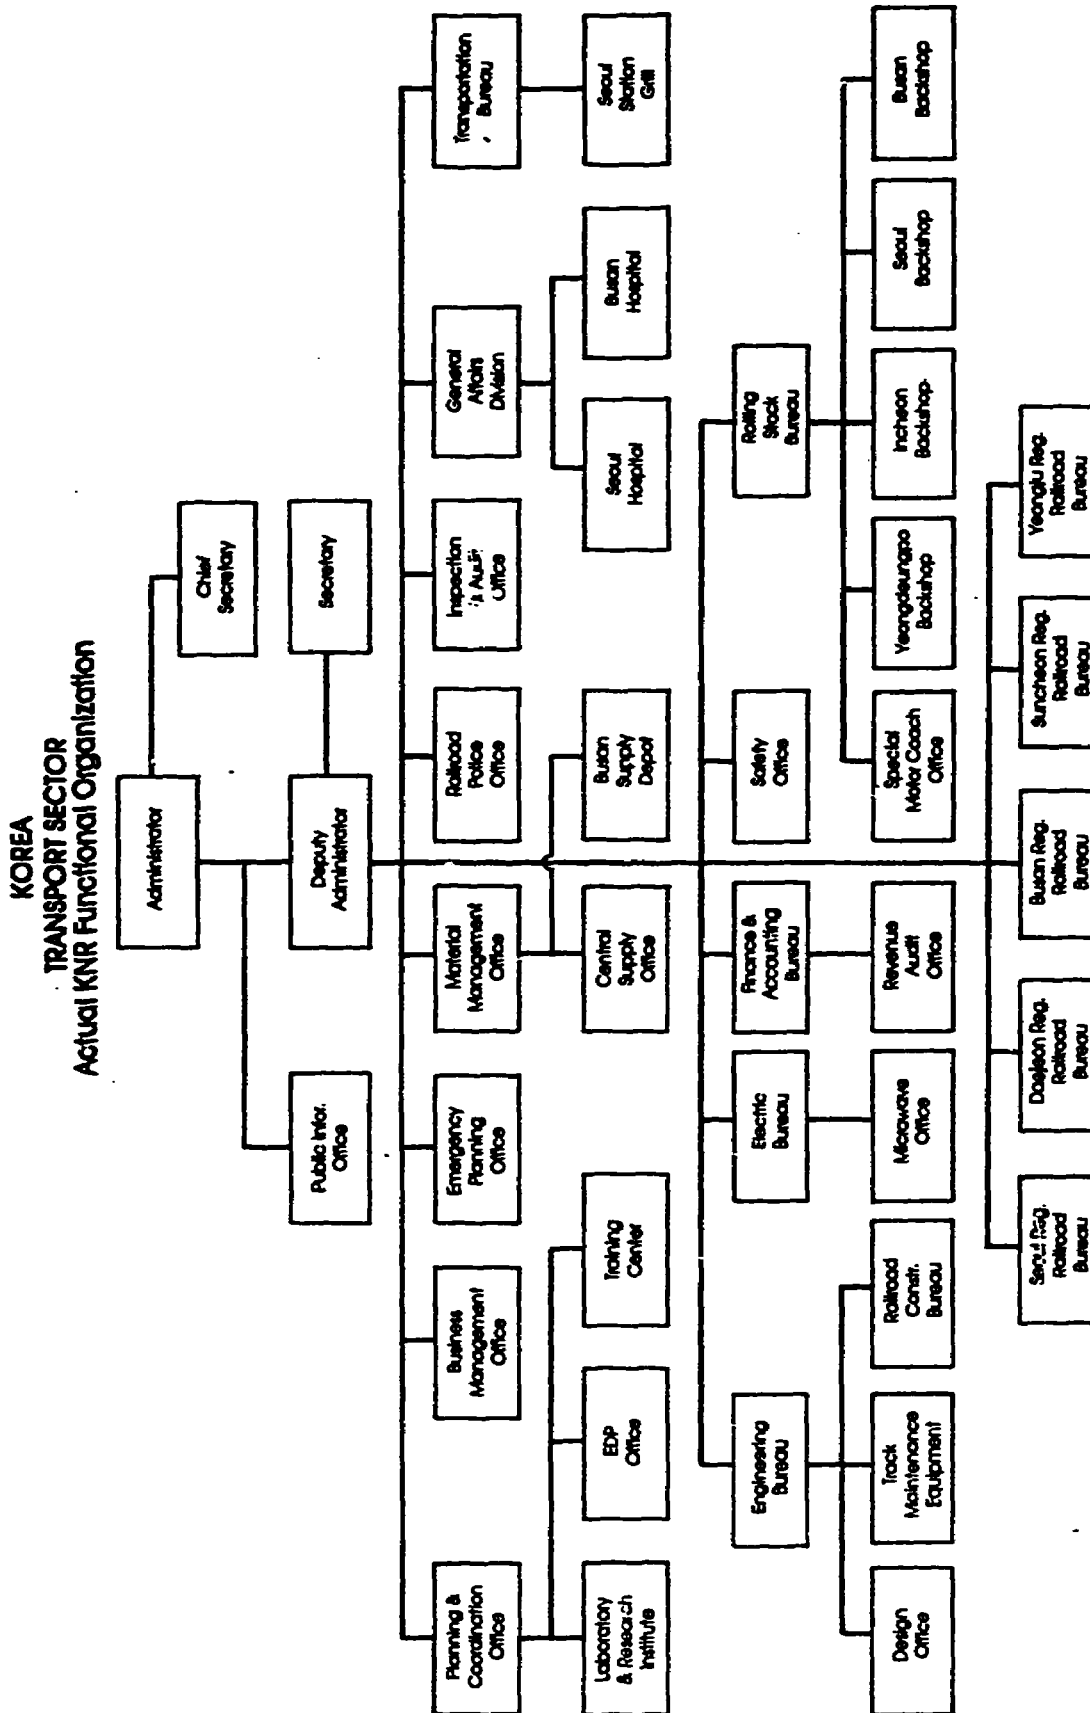 KOREA
TRANSPORT SECTOR
Actual KNR Functional Organization
Administrator
Chief
Secretary
Public Infor.
Office
Deputy
Administrator
Secretary
Planning &
Coordination
Office
Business
Management
Office
Emergency
Planning
Office
Material
Management
Office
Railroad
Police
Office
Inspection
& Audit
Office
General
Affairs
Division
Transportation
Bureau
Laboratory
& Research
Institute
EDP
Office
Training
Center
Central
Supply
Office
Busan
Supply
Depot
Seoul
Hospital
Busan
Hospital
Seoul
Station
Grill
Engineering
Bureau
Electric
Bureau
Finance &
Accounting
Bureau
Safety
Office
Rolling
Stock
Bureau
Design
Office
Track
Maintenance
Equipment
Railroad
Constr.
Bureau
Microwave
Office
Revenue
Audit
Office
Special
Motor Coach
Office
Yeongdeungpo
Backshop
Incheon
Backshop
Seoul
Backshop
Busan
Backshop
Seoul Reg.
Railroad
Bureau
Daejeon Reg.
Railroad
Bureau
Busan Reg.
Railroad
Bureau
Suncheon Reg.
Railroad
Bureau
Yeongju Reg.
Railroad
Bureau